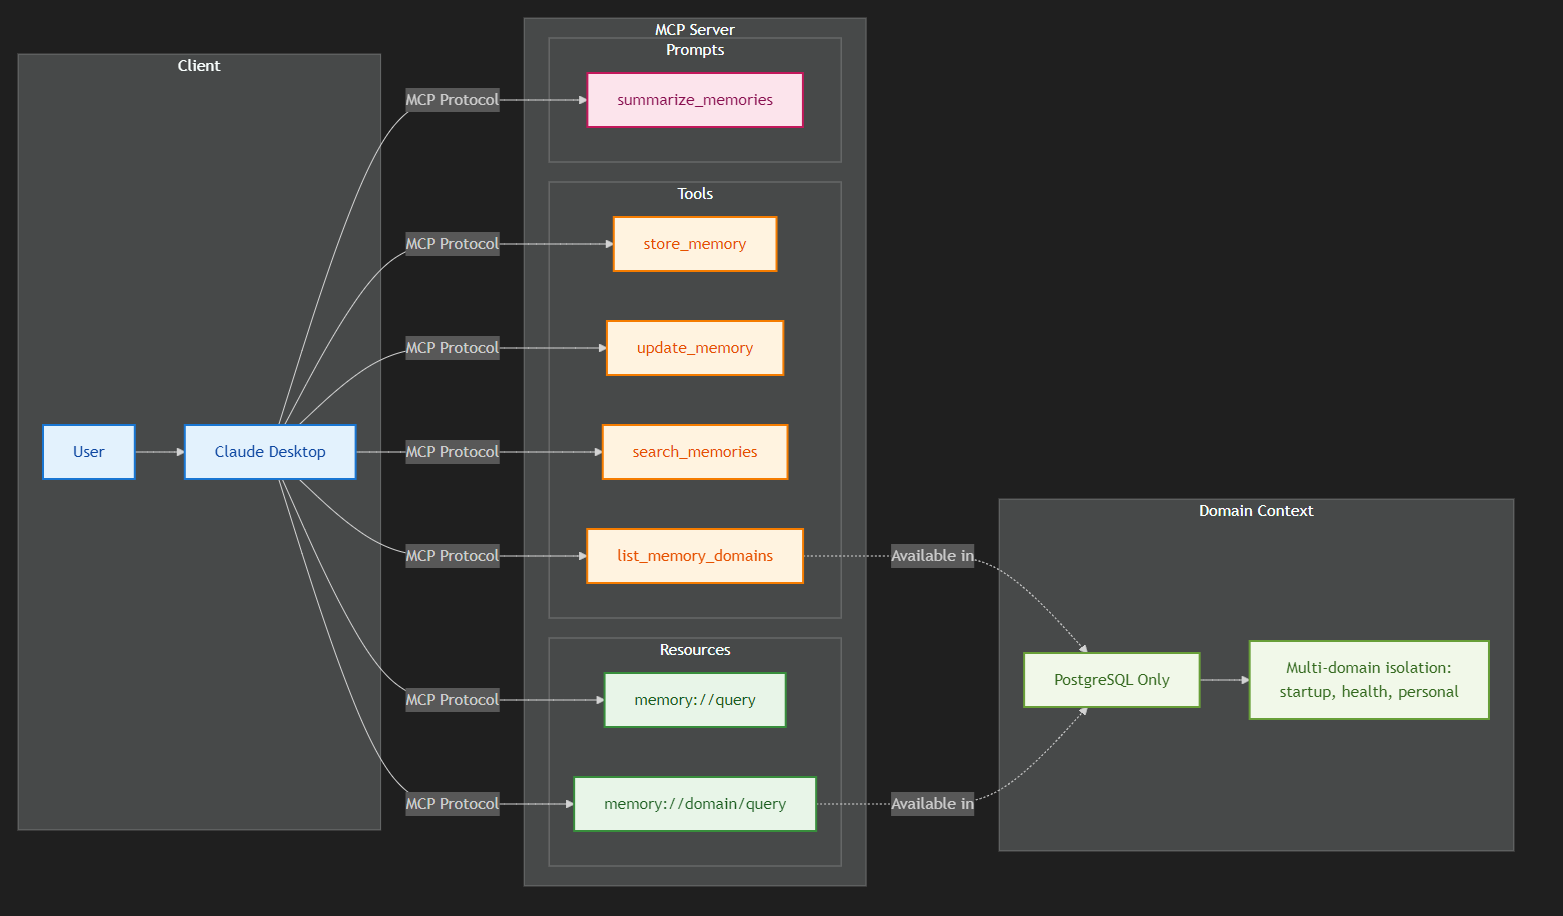 Client
User
Claude Desktop
MCP Protocol
MCP Protocol
MCP Protocol
MCP Protocol
MCP Protocol
MCP Protocol
MCP Protocol
MCP Server
Prompts
summarize_memories
Tools
store_memory
update_memory
search_memories
list_memory_domains
Resources
memory://query
memory://domain/query
Available in
Available in
Domain Context
PostgreSQL Only
Multi-domain isolation:
startup, health, personal